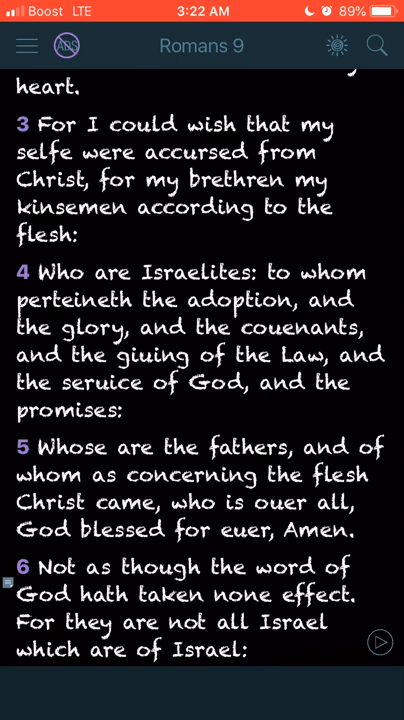 Boost LTE 3:22 AM 89%
ADS Romans 9
heart.
3 For I could wish that my
selfe were accursed from
Christ, for my brethren my
kinsemen according to the
flesh:
4 Who are Israelites: to whom
perteineth the adoption, and
the glory, and the couenants,
and the giuing of the Law, and
the seruice of God, and the
promises:
5 Whose are the fathers, and of
whom as concerning the flesh
Christ came, who is ouer all,
God blessed for euer, Amen.
6 Not as though the word of
God hath taken none effect.
For they are not all Israel
which are of Israel: